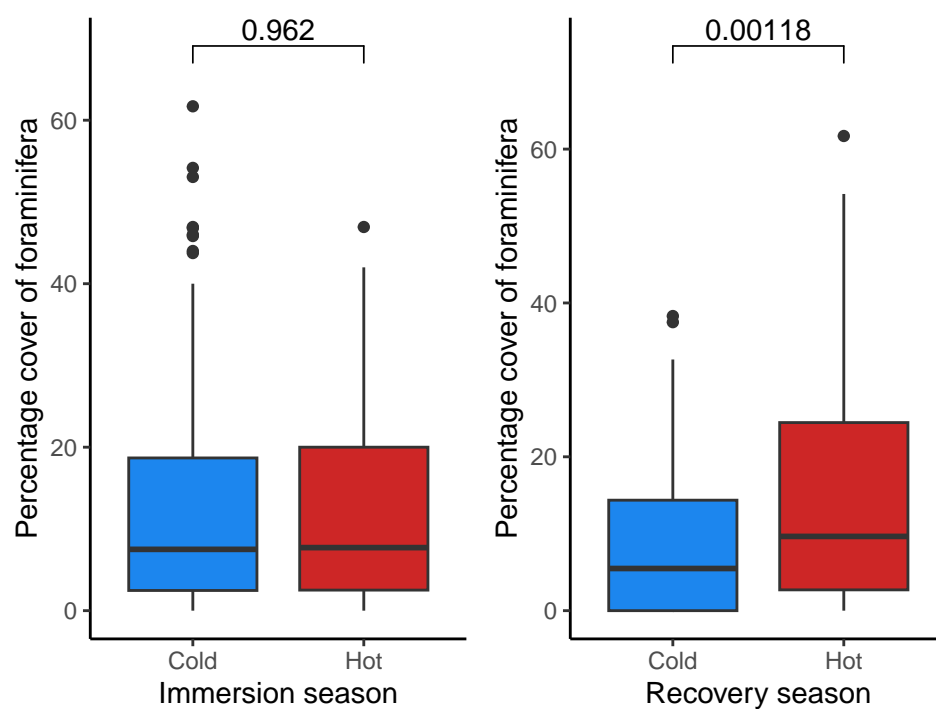 0.962
Percentage cover of foraminifera
60
40
20
0
Cold Hot
Immersion season
0.00118
Percentage cover of foraminifera
60
40
20
0
Cold Hot
Recovery season